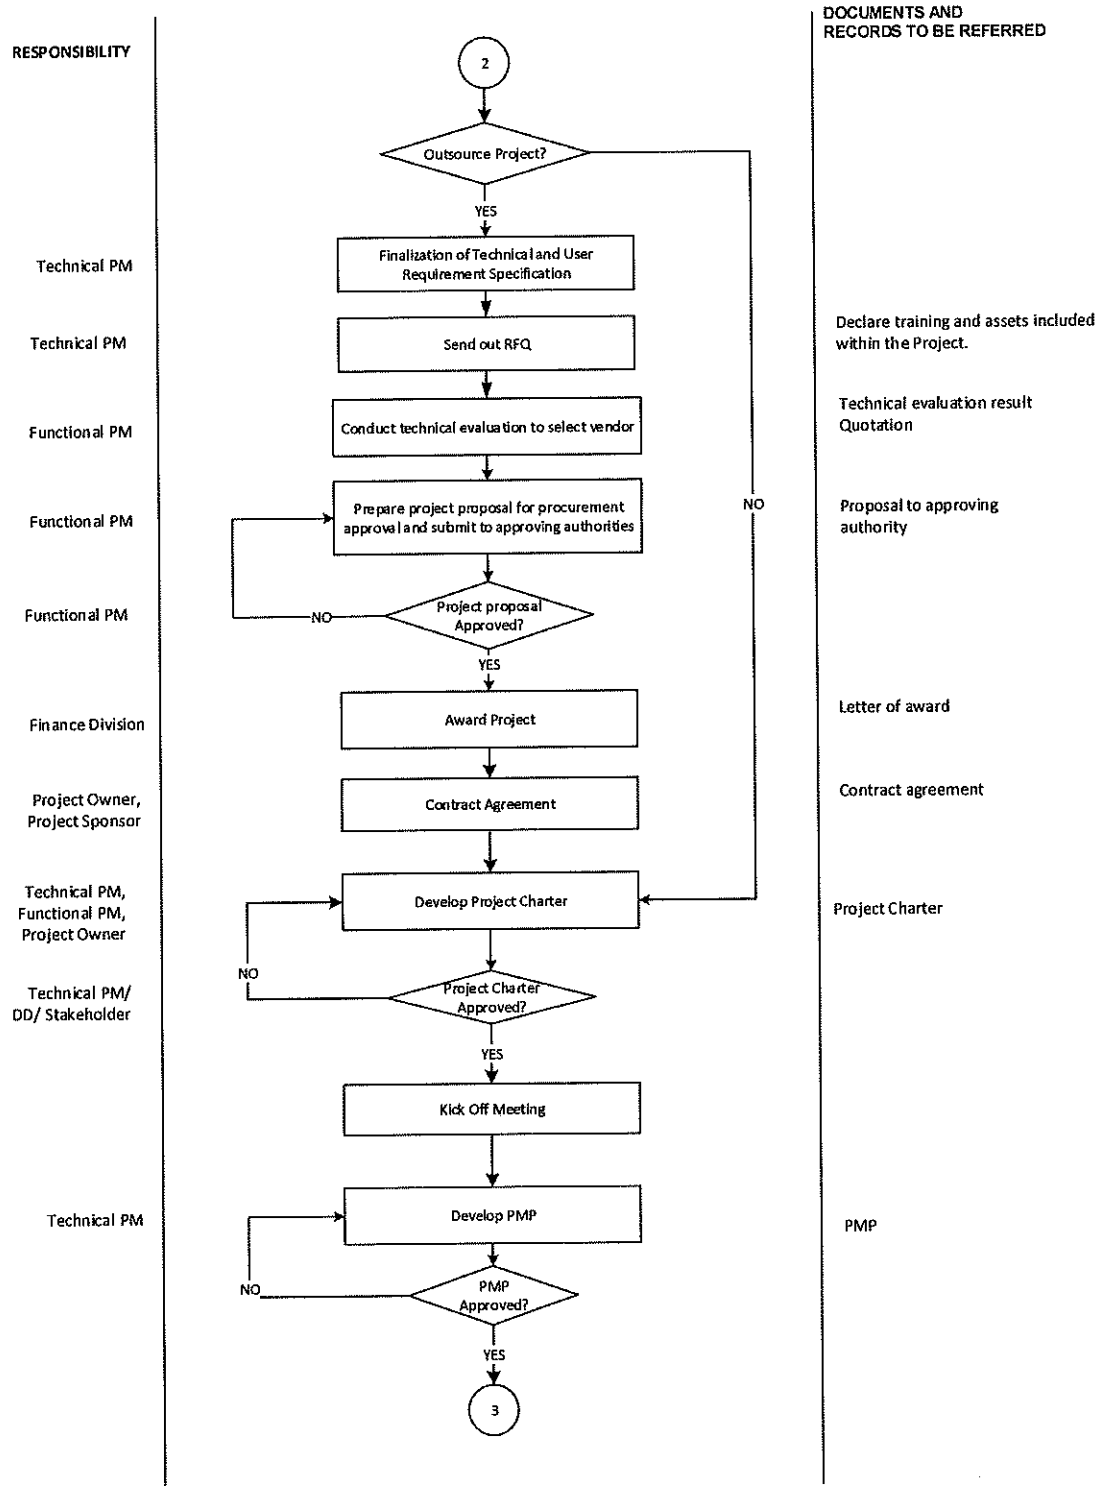 DOCUMENTS AND
RECORDS TO BE REFERRED
RESPONSIBILITY
2
Outsource Project?
YES
Technical PM
Finalization of Technical and User
Requirement Specification
Technical PM
Send out RFQ
Declare training and assets included
within the Project.
Functional PM
Conduct technical evaluation to select vendor
Technical evaluation result
Quotation
Functional PM
Prepare project proposal for procurement
approval and submit to approving authorities
NO
Proposal to approving
authority
Functional PM
NO
Project proposal
Approved?
YES
Finance Division
Award Project
Letter of award
Project Owner,
Project Sponsor
Contract Agreement
Contract agreement
Technical PM,
Functional PM,
Project Owner
Develop Project Charter
Project Charter
NO
Technical PM/
DD/ Stakeholder
Project Charter
Approved?
YES
Kick Off Meeting
Technical PM
Develop PMP
PMP
NO
PMP
Approved?
YES
3